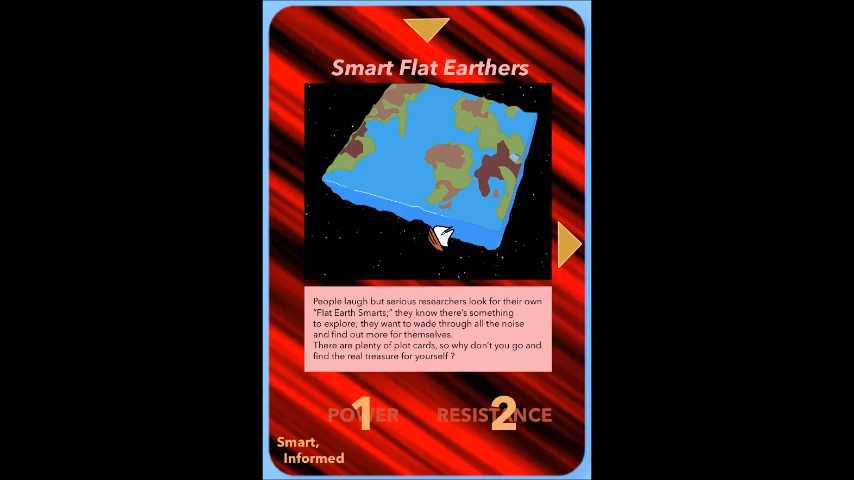 Smart Flat Earthers
People laugh but serious researchers look for their own
“Flat Earth Smarts;” they know there’s something
to explore; they want to wade through all the noise
and find out more for themselves.
There are plenty of plot cards, so why don’t you go and
find the real treasure for yourself ?
POWER 1 RESISTANCE 2
Smart,
Informed